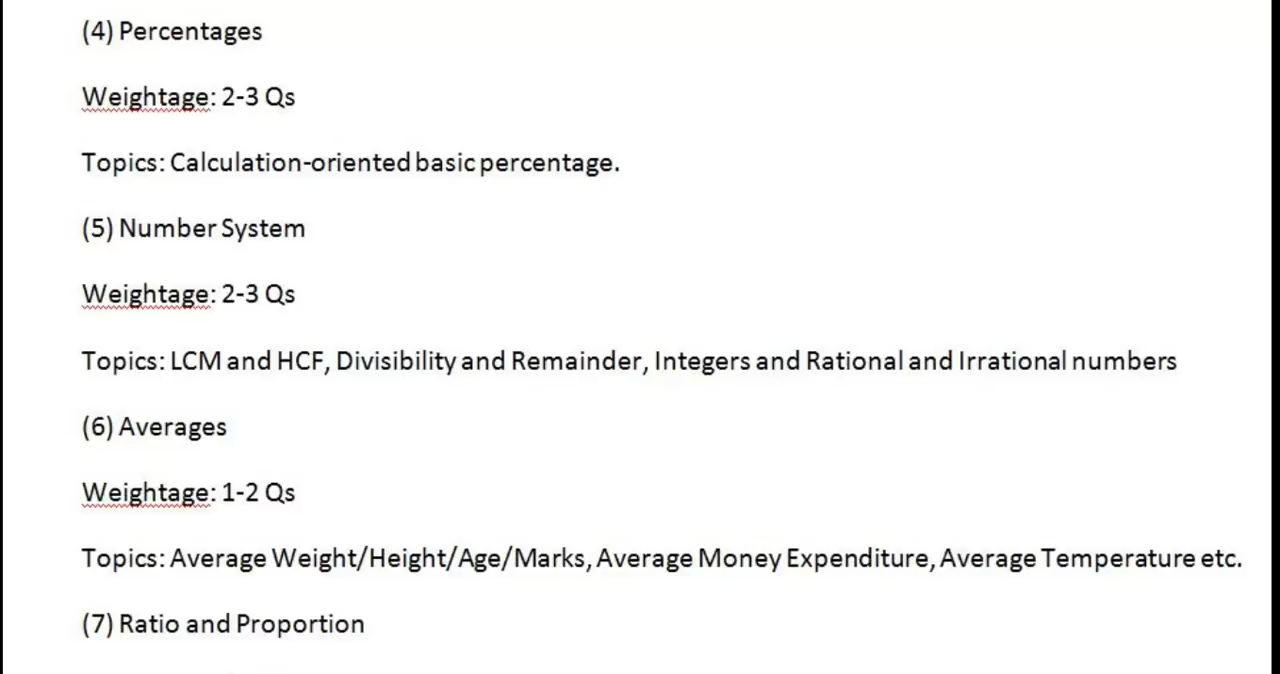 (4) Percentages
Weightage: 2-3 Qs
Topics: Calculation-oriented basic percentage.
(5) Number System
Weightage: 2-3 Qs
Topics: LCM and HCF, Divisibility and Remainder, Integers and Rational and Irrational numbers
(6) Averages
Weightage: 1-2 Qs
Topics: Average Weight/Height/Age/Marks, Average Money Expenditure, Average Temperature etc.
(7) Ratio and Proportion